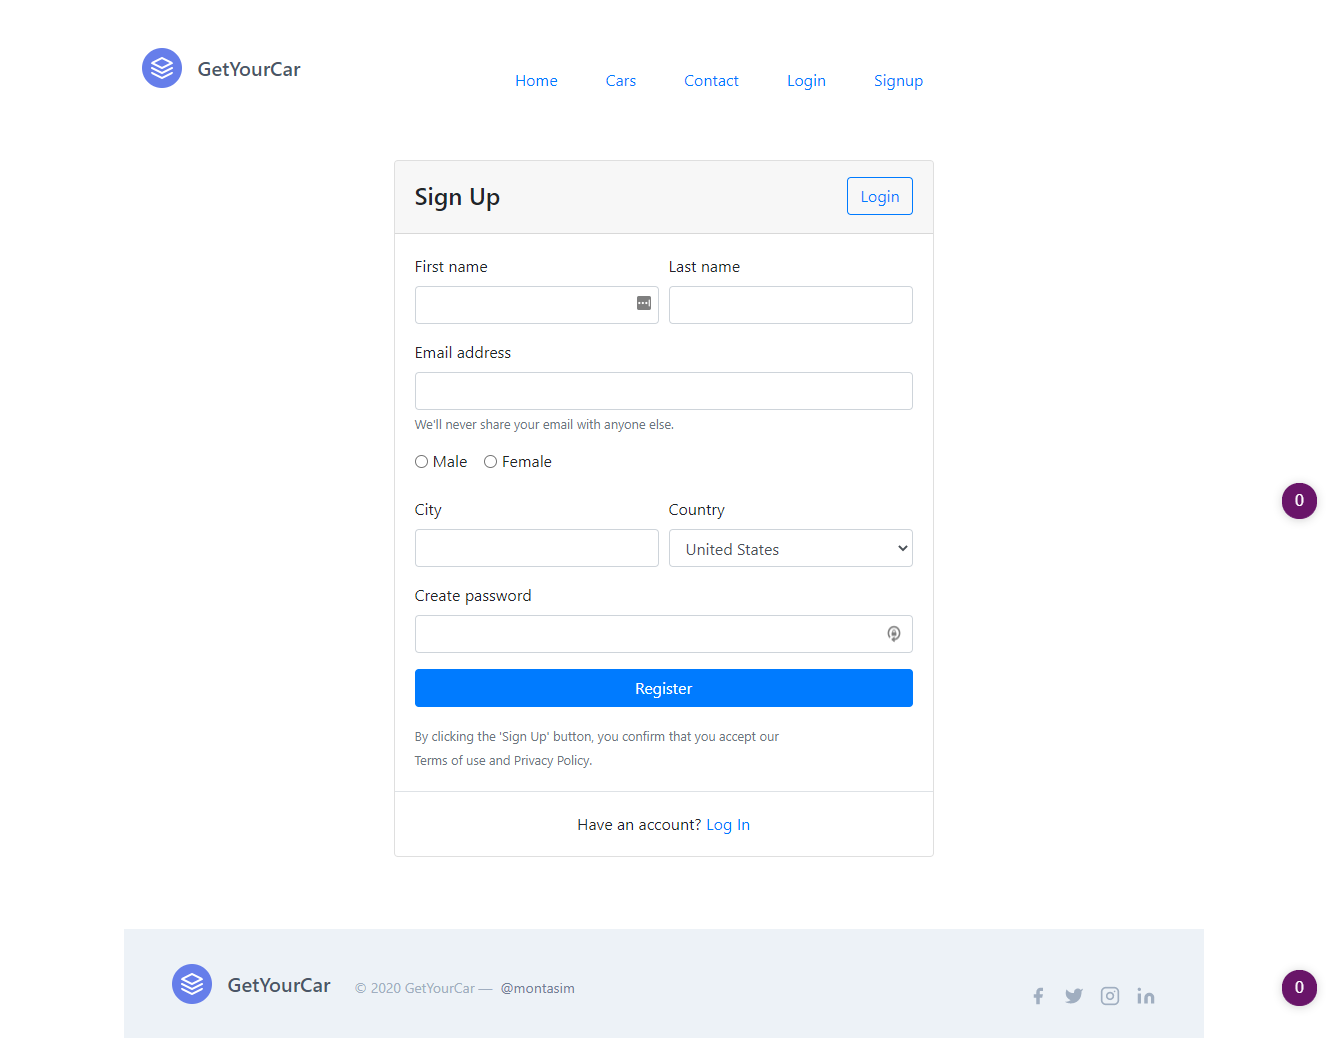 GetYourCar
Home Cars Contact Login Signup
Sign Up Login
First name Last name
Email address
We'll never share your email with anyone else.
Male Female
City Country
United States
Create password
Register
By clicking the 'Sign Up' button, you confirm that you accept our
Terms of use and Privacy Policy.
Have an account? Log In
GetYourCar © 2020 GetYourCar — @montasim
0
0